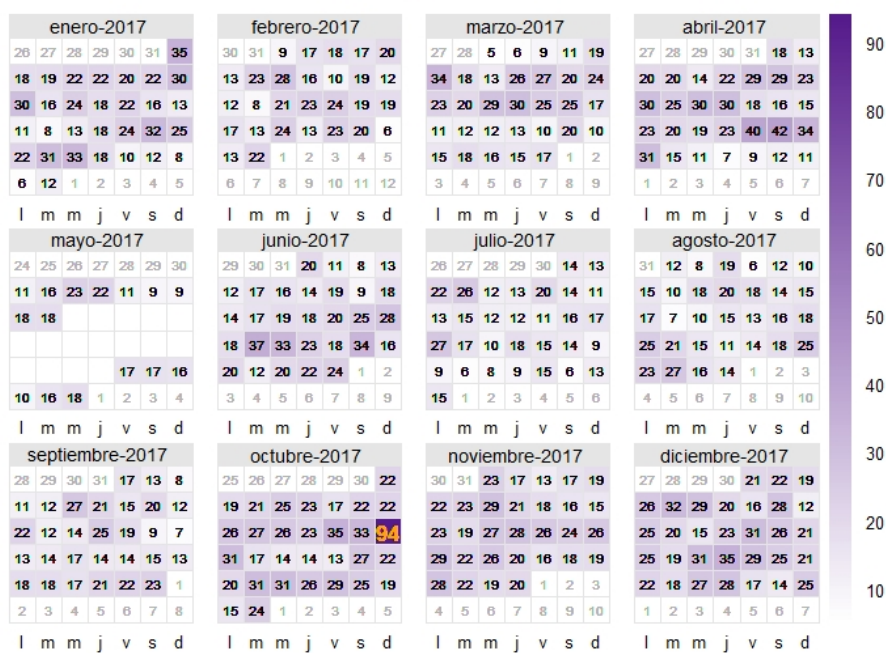 enero-2017 febrero-2017 marzo-2017 abril-2017
26 27 28 29 30 31 35 30 31 9 17 18 17 20 27 28 5 6 9 11 19 27 28 29 30 31 18 13 90
18 19 22 22 20 22 30 13 23 28 16 10 19 12 34 18 13 26 27 20 24 20 20 14 22 29 29 23
30 16 24 18 22 16 13 12 8 21 23 24 19 19 23 20 29 30 25 25 17 30 25 30 30 18 16 15 80
11 8 13 18 24 32 25 17 13 24 13 23 20 6 11 12 12 13 10 20 10 23 20 19 23 40 42 34
22 31 33 18 10 12 8 13 22 1 2 3 4 5 15 18 16 15 17 1 2 31 15 11 7 9 12 11
6 12 1 2 3 4 5 6 7 8 9 10 11 12 3 4 5 6 7 8 9 1 2 3 4 5 6 7 70
l m m j v s d l m m j v s d l m m j v s d l m m j v s d
mayo-2017 junio-2017 julio-2017 agosto-2017 60
24 25 26 27 28 29 30 29 30 31 20 11 8 13 26 27 28 29 30 14 13 31 12 8 19 6 12 10
11 16 23 22 11 9 9 12 17 16 14 19 9 18 22 26 12 13 20 14 11 15 10 18 20 18 14 15
18 18 14 17 19 18 20 25 28 13 15 12 12 11 16 17 17 7 10 15 13 16 18 50
18 37 33 23 18 34 16 27 17 10 18 15 14 9 25 21 15 11 14 18 25
17 17 16 20 12 20 22 24 1 2 9 6 8 9 15 6 13 23 27 16 14 1 2 3 40
10 16 18 1 2 3 4 3 4 5 6 7 8 9 15 1 2 3 4 5 6 4 5 6 7 8 9 10
l m m j v s d l m m j v s d l m m j v s d l m m j v s d
septiembre-2017 octubre-2017 noviembre-2017 diciembre-2017 30
28 29 30 31 17 13 8 25 26 27 28 29 30 22 30 31 23 17 13 17 19 27 28 29 30 21 22 19
11 12 27 21 15 20 12 19 21 25 23 17 22 22 22 23 29 21 18 16 15 26 32 29 20 16 28 12
22 12 14 25 19 9 7 26 27 26 23 35 33 94 23 19 27 28 26 24 26 25 20 15 23 31 26 21 20
13 14 17 14 14 15 13 31 17 14 14 13 27 22 29 22 26 20 16 18 19 25 19 31 35 29 25 21
18 18 17 21 22 23 1 20 31 31 26 29 25 19 28 22 19 20 1 2 3 22 18 27 28 17 14 25 10
2 3 4 5 6 7 8 15 24 1 2 3 4 5 4 5 6 7 8 9 10 1 2 3 4 5 6 7
l m m j v s d l m m j v s d l m m j v s d l m m j v s d